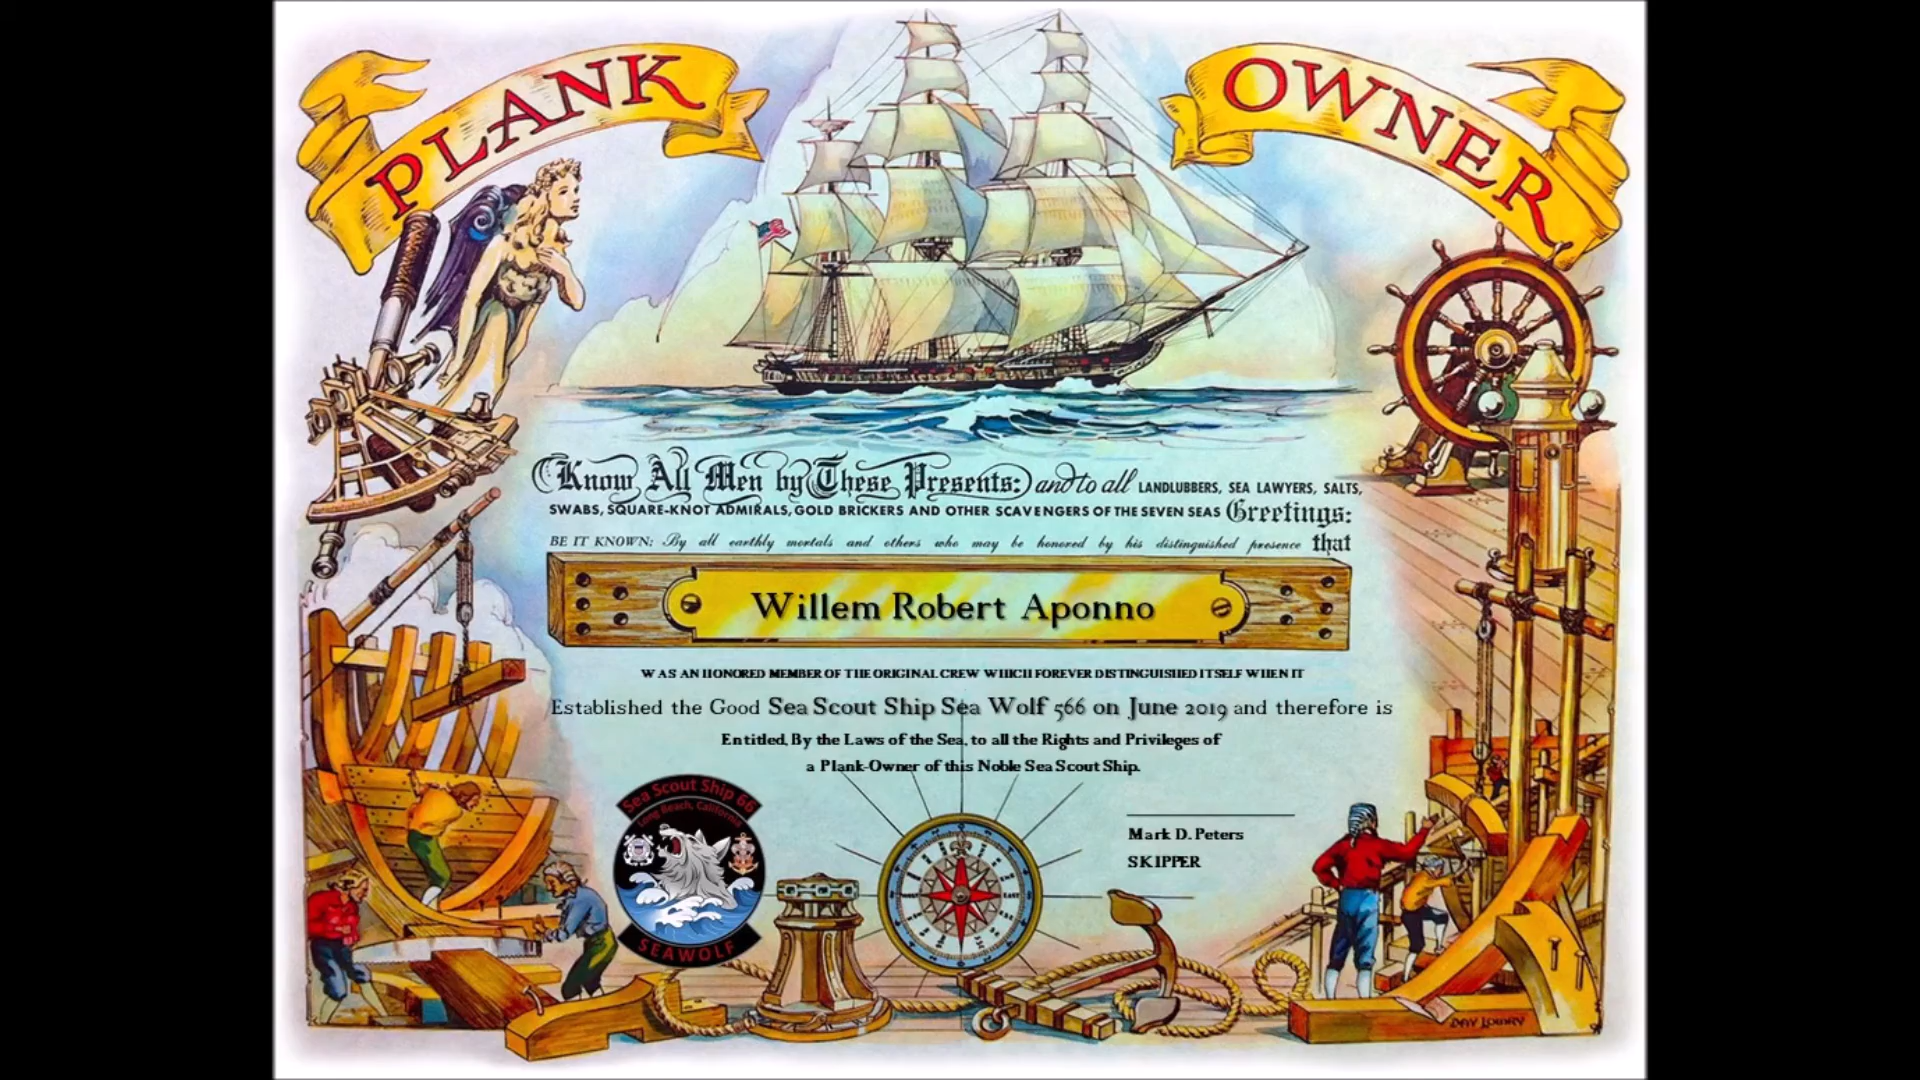 PLANK OWNER
Know All Men by These Presents: and to all LANDLUBBERS, SEA LAWYERS, SALTS,
SWABS, SQUARE-KNOT ADMIRALS, GOLD BRICKERS AND OTHER SCAVENGERS OF THE SEVEN SEAS Greetings:
BE IT KNOWN: By all earthly mortals and others who may be honored by his distinguished presence that
Willem Robert Aponno
WAS AN HONORED MEMBER OF THE ORIGINAL CREW WHICH FOREVER DISTINGUISHED ITSELF WHEN IT
Established the Good Sea Scout Ship Sea Wolf 566 on June 2019 and therefore is
Entitled, By the Laws of the Sea, to all the Rights and Privileges of
a Plank-Owner of this Noble Sea Scout Ship.
Sea Scout Ship 66
Long Beach, California
SEAWOLF
Mark D. Peters
SKIPPER
EAST
DAV LOWRY